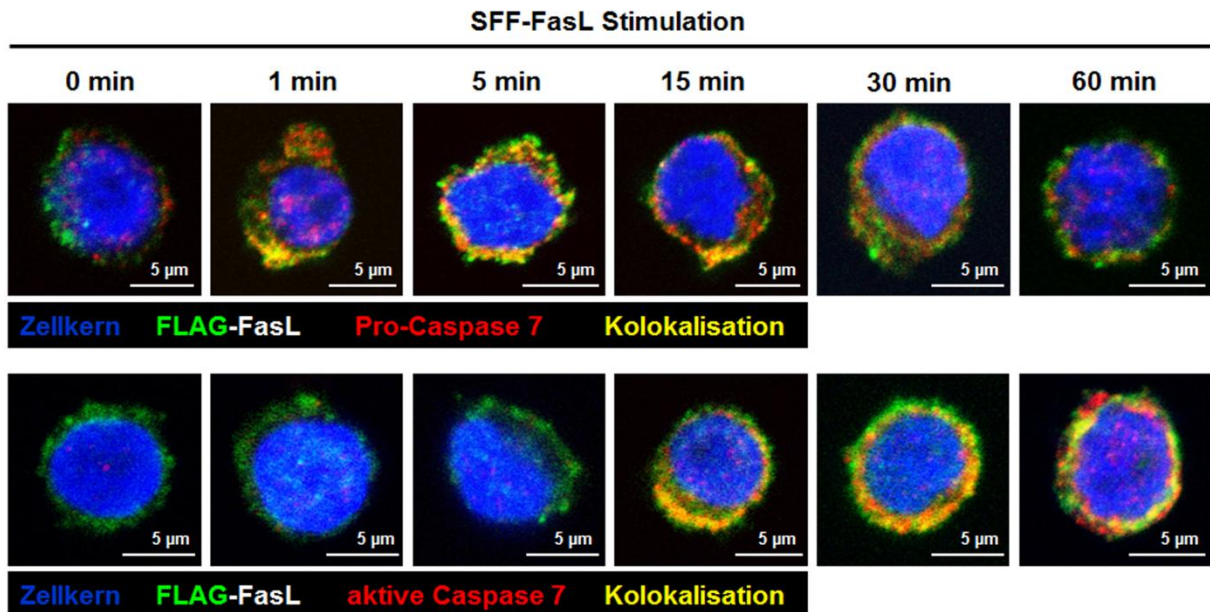 SFF-FasL Stimulation
0 min 1 min 5 min 15 min 30 min 60 min
5 µm 5 µm 5 µm 5 µm 5 µm 5 µm
Zellkern FLAG-FasL Pro-Caspase 7 Kolokalisation
5 µm 5 µm 5 µm 5 µm 5 µm 5 µm
Zellkern FLAG-FasL aktive Caspase 7 Kolokalisation